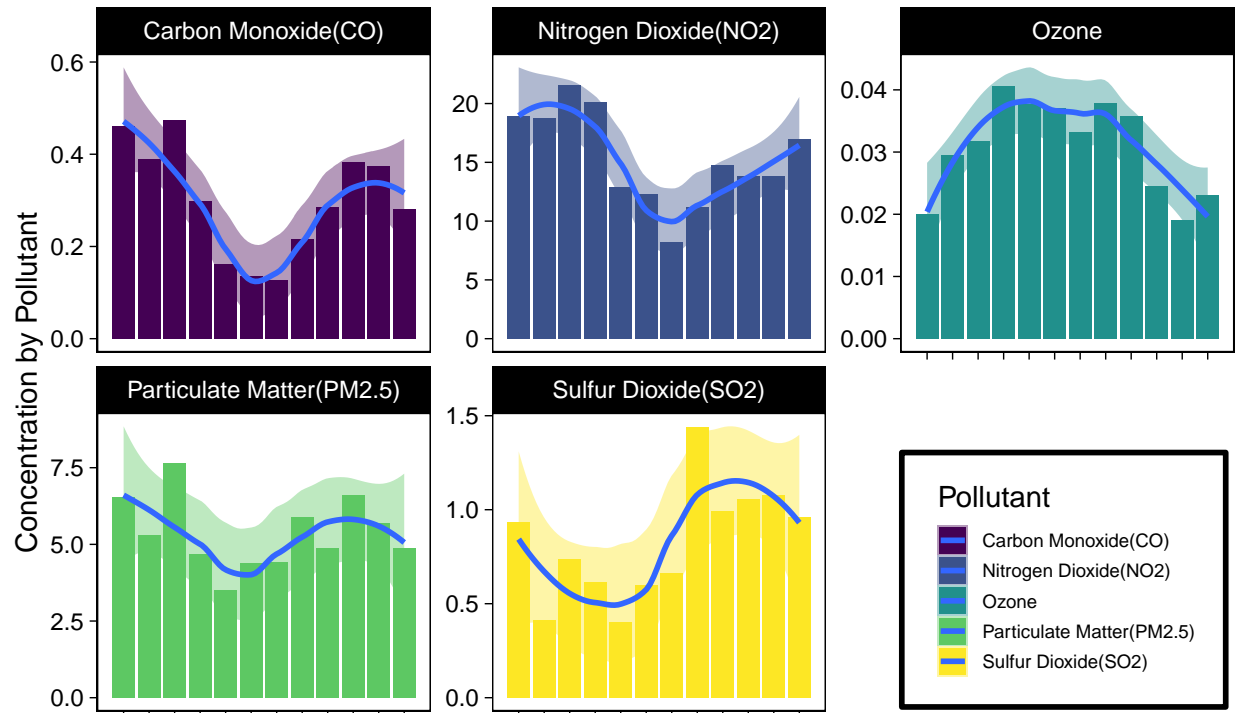 Carbon Monoxide(CO)
Nitrogen Dioxide(NO2)
Ozone
0.6
0.4
0.2
0.0
20
15
10
5
0
0.04
0.03
0.02
0.01
0.00
Concentration by Pollutant
Particulate Matter(PM2.5)
Sulfur Dioxide(SO2)
7.5
5.0
2.5
0.0
1.5
1.0
0.5
0.0
Pollutant
Carbon Monoxide(CO)
Nitrogen Dioxide(NO2)
Ozone
Particulate Matter(PM2.5)
Sulfur Dioxide(SO2)